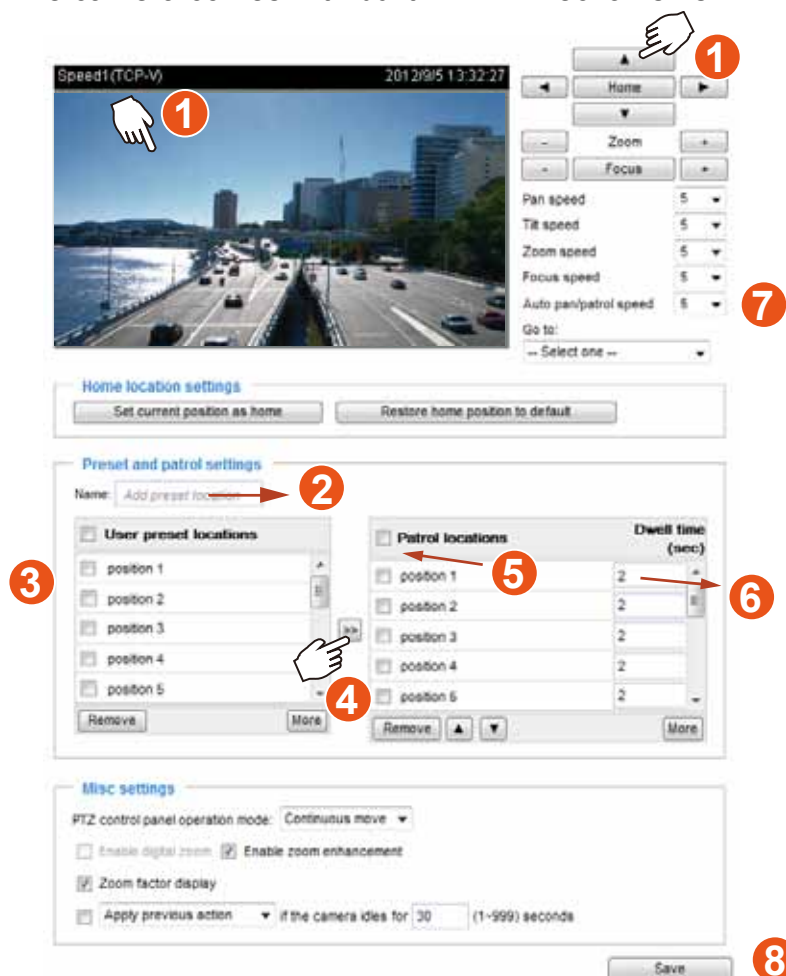 1
Speed1(TCP-V) 2012/9/5 13:32:27
▲
◄ Home ►
▼
1
- Zoom +
- Focus +
Pan speed 5
Tilt speed 5
Zoom speed 5
Focus speed 5
Auto pan/patrol speed 5
7
Go to:
-- Select one --
Home location settings
Set current position as home Restore home position to default
Preset and patrol settings
Name: Add preset location
2
User preset locations
position 1
position 2
position 3
position 4
position 5
Remove More
3
>>
4
Patrol locations Dwell time (sec)
5
position 1 2
position 2 2
position 3 2
position 4 2
position 5 2
6
Remove ▲ ▼ More
Misc settings
PTZ control panel operation mode: Continuous move
Enable digital zoom Enable zoom enhancement
Zoom factor display
Apply previous action if the camera idles for 30 (1~999) seconds
Save
8